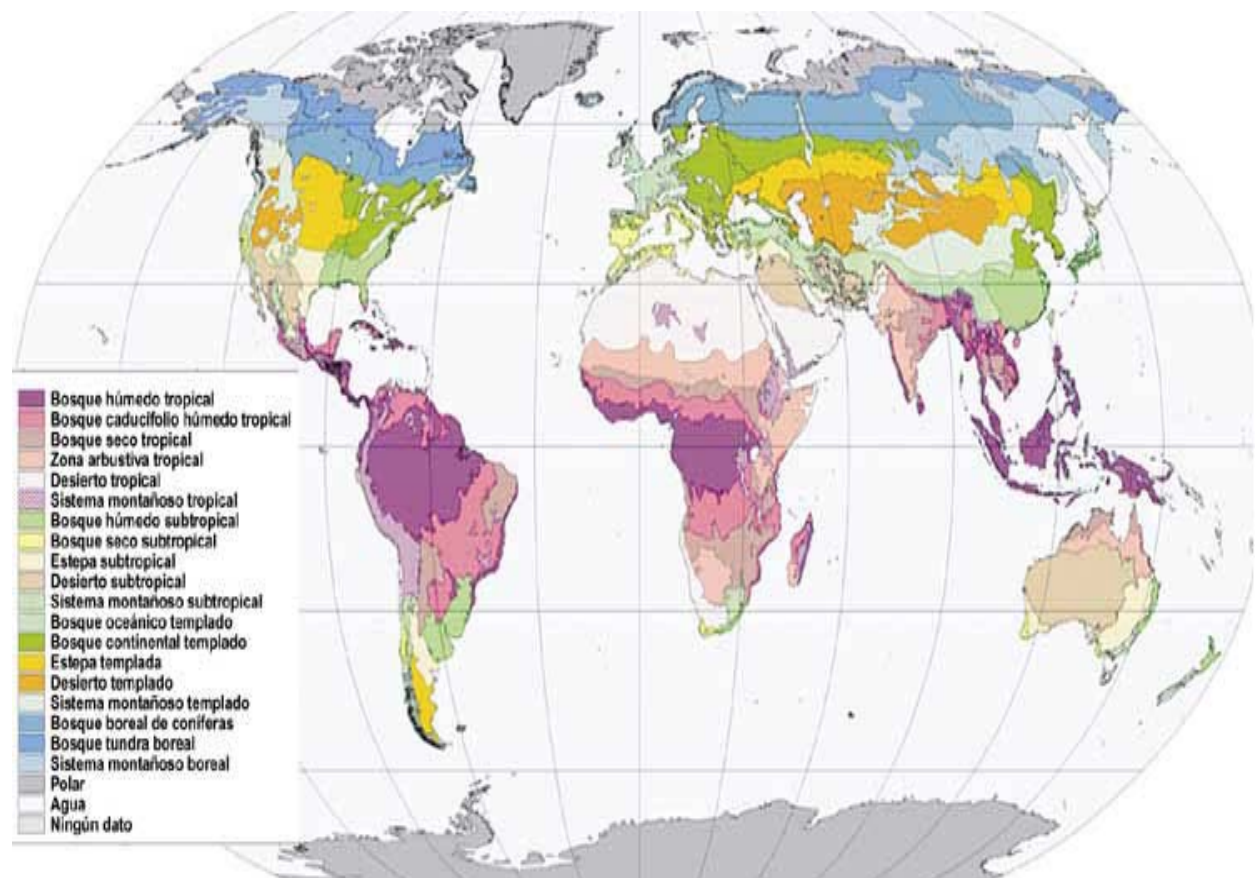 Bosque húmedo tropical
Bosque caducifolio húmedo tropical
Bosque seco tropical
Zona arbustiva tropical
Desierto tropical
Sistema montañoso tropical
Bosque húmedo subtropical
Bosque seco subtropical
Estepa subtropical
Desierto subtropical
Sistema montañoso subtropical
Bosque oceánico templado
Bosque continental templado
Estepa templada
Desierto templado
Sistema montañoso templado
Bosque boreal de coníferas
Bosque tundra boreal
Sistema montañoso boreal
Polar
Agua
Ningún dato